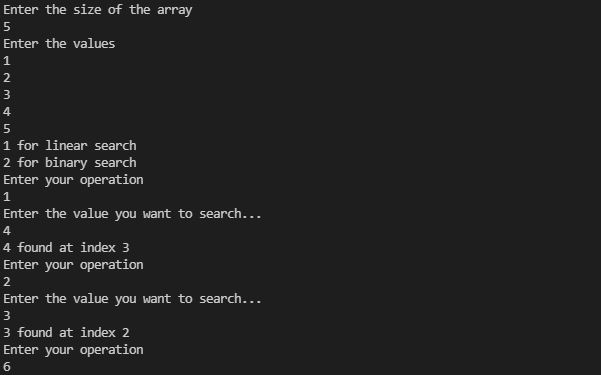 Enter the size of the array
5
Enter the values
1
2
3
4
5
1 for linear search
2 for binary search
Enter your operation
1
Enter the value you want to search...
4
4 found at index 3
Enter your operation
2
Enter the value you want to search...
3
3 found at index 2
Enter your operation
6